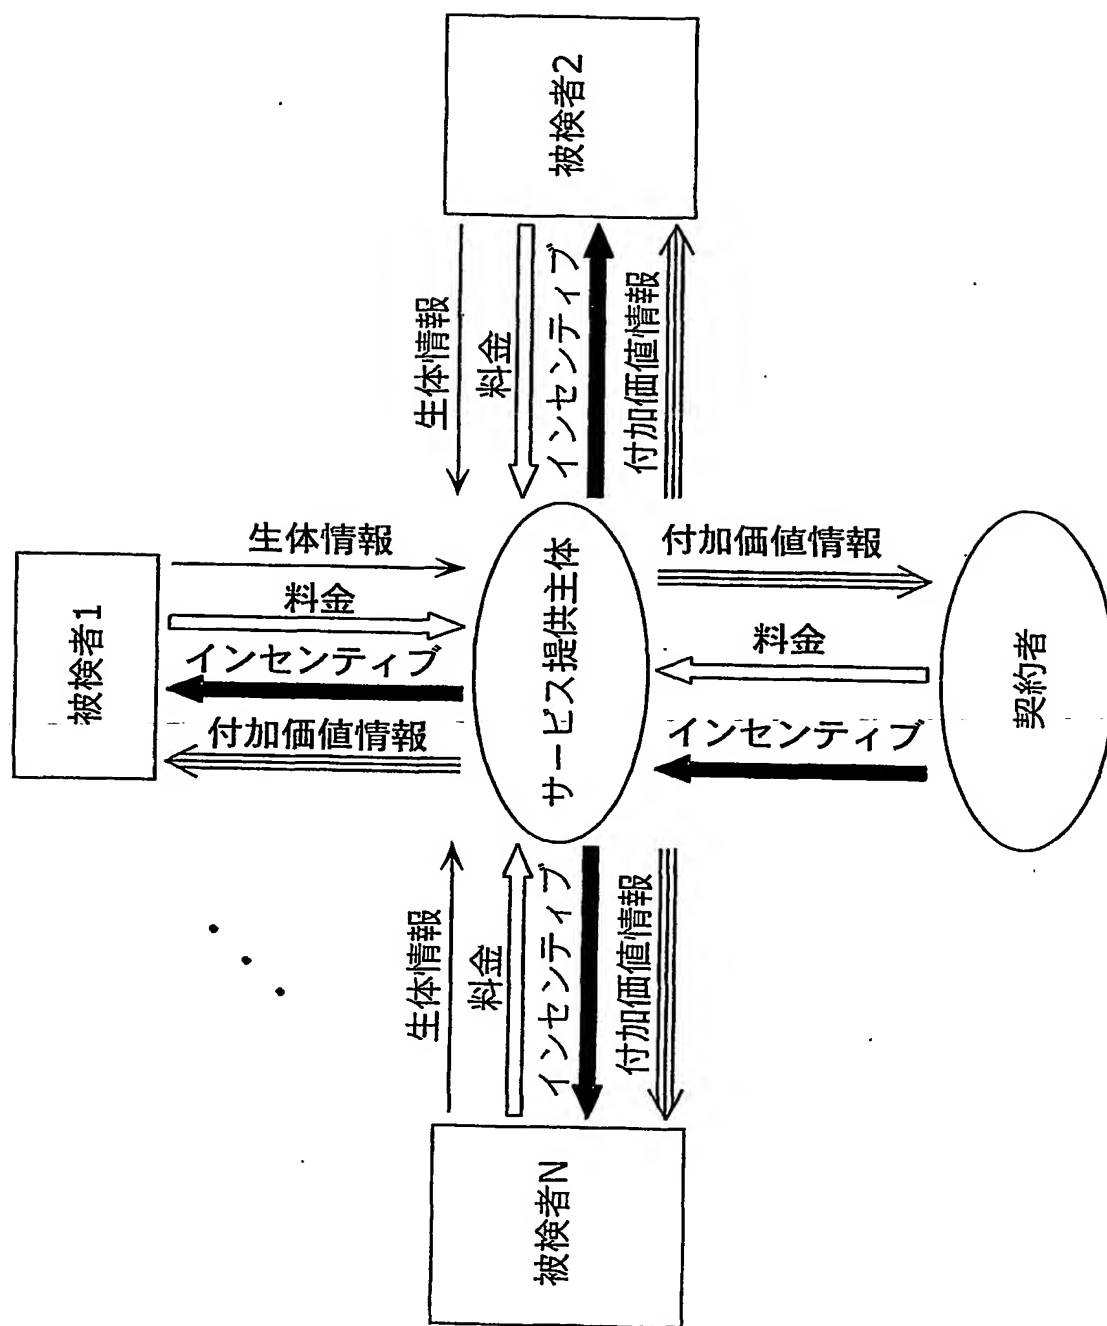 被検者1
生体情報
料金
インセンティブ
付加価値情報
被検者2
生体情報
料金
インセンティブ
付加価値情報
サービス提供主体
被検者N
生体情報
料金
インセンティブ
付加価値情報
付加価値情報
料金
インセンティブ
契約者